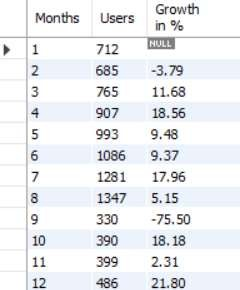 Months Users Growth in %
1 712 NULL
2 685 -3.79
3 765 11.68
4 907 18.56
5 993 9.48
6 1086 9.37
7 1281 17.96
8 1347 5.15
9 330 -75.50
10 390 18.18
11 399 2.31
12 486 21.80